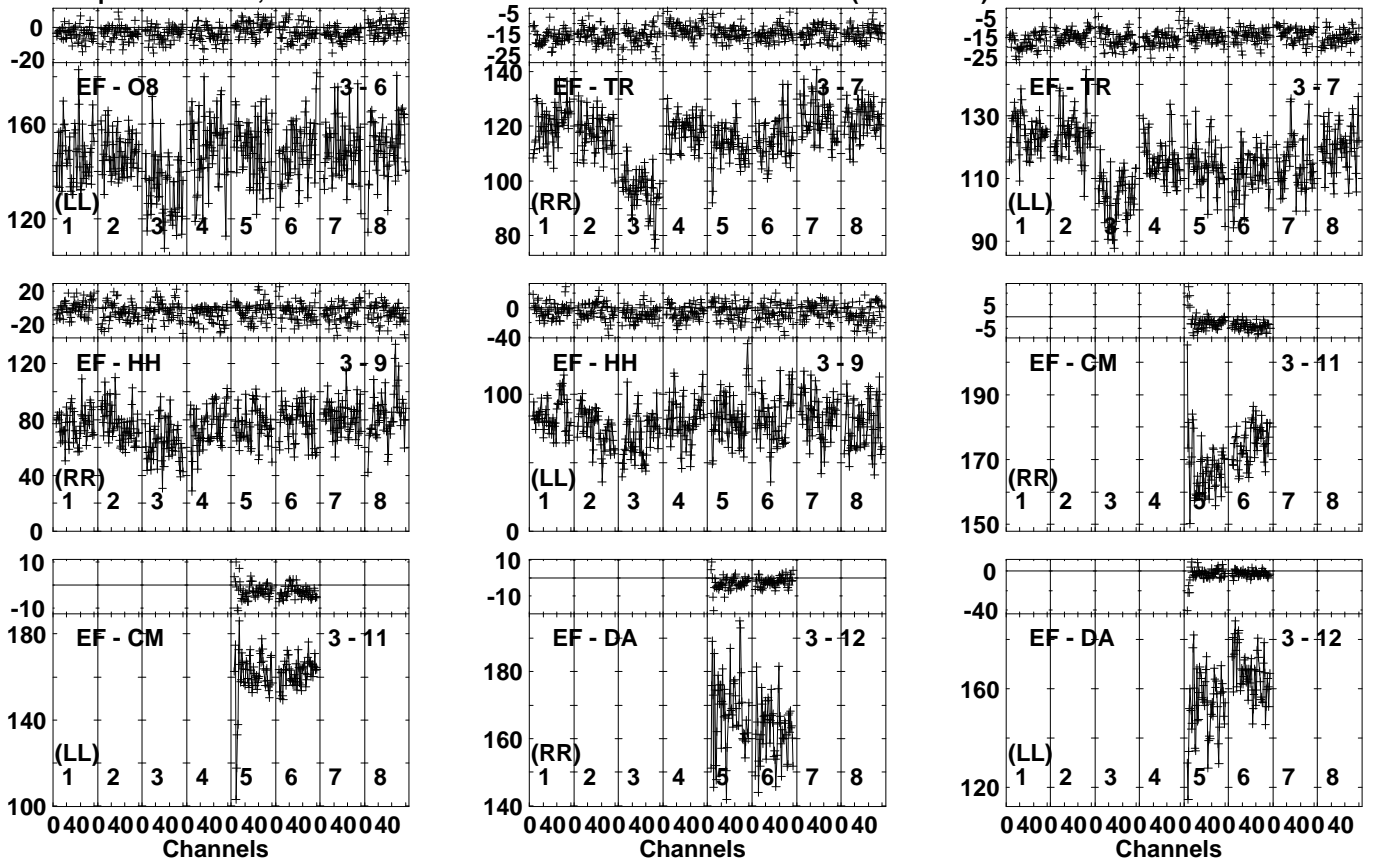 0
-20
EF - O8 3 - 6
160
120
(LL)
1 2 3 4 5 6 7 8
-5
-15
-25
140
EF - TR 3 - 7
120
100
80
(RR)
1 2 3 4 5 6 7 8
-5
-15
-25
EF - TR 3 - 7
130
110
90
(LL)
1 2 3 4 5 6 7 8
20
-20
EF - HH 3 - 9
120
80
40
0
(RR)
1 2 3 4 5 6 7 8
0
-40
EF - HH 3 - 9
100
0
(LL)
1 2 3 4 5 6 7 8
5
-5
EF - CM 3 - 11
190
170
150
(RR)
1 2 3 4 5 6 7 8
10
-10
EF - CM 3 - 11
180
140
100
(LL)
1 2 3 4 5 6 7 8
0 40 0 40 0 40 0 40 0 40 0 40 0 40 0 40
Channels
10
-10
EF - DA 3 - 12
180
160
140
(RR)
1 2 3 4 5 6 7 8
0 40 0 40 0 40 0 40 0 40 0 40 0 40 0 40
Channels
0
-40
EF - DA 3 - 12
160
120
(LL)
1 2 3 4 5 6 7 8
0 40 0 40 0 40 0 40 0 40 0 40 0 40 0 40
Channels